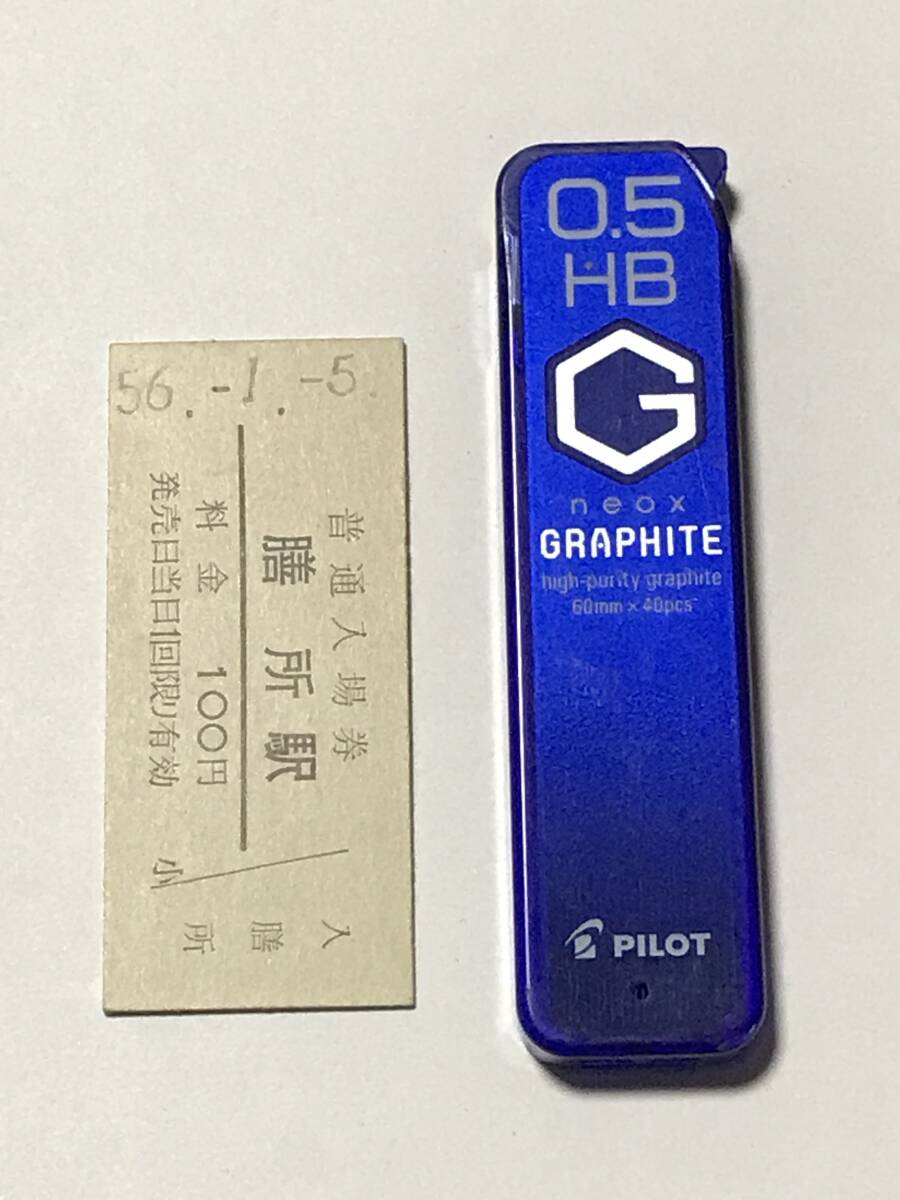 56.-1.-5.
普通入場券
膳所駅
料金 100円
発売日当日1回限り有効
小
入
膳
所
0.5
HB
G
neox
GRAPHITE
high-purity graphite
60mm×40pcs
PILOT